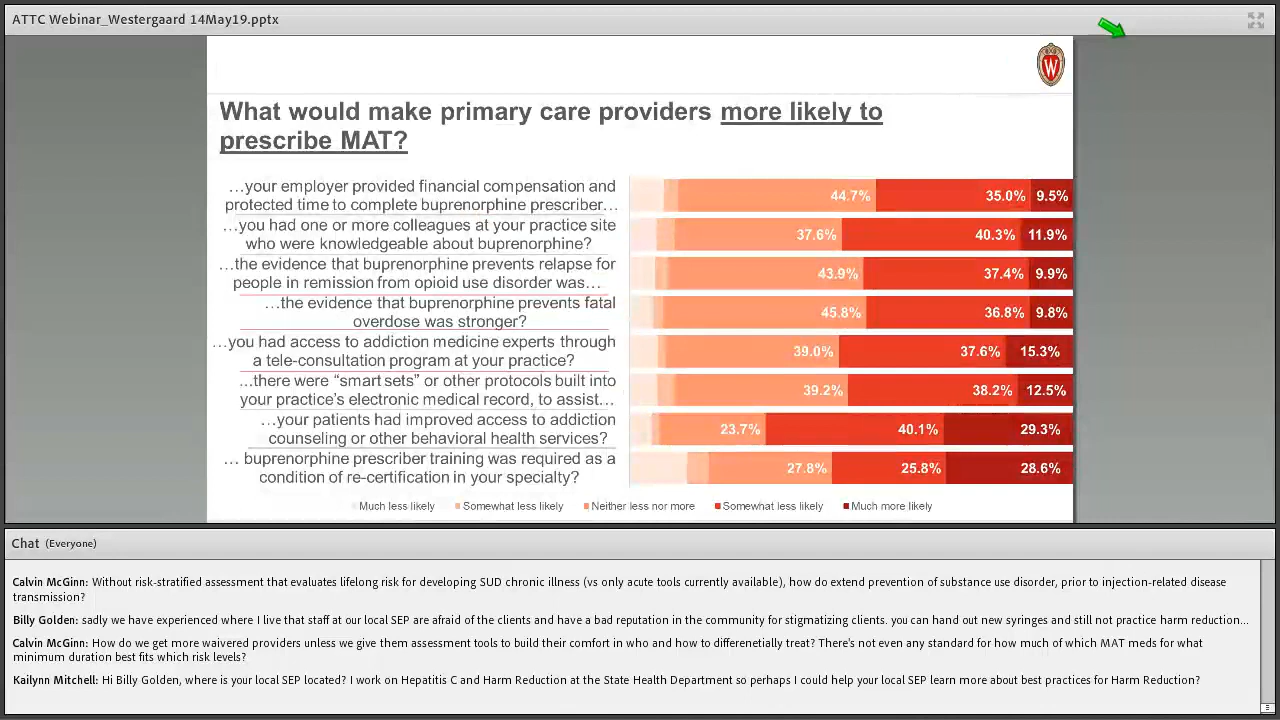 ATTC Webinar_Westergaard 14May19.pptx
W
What would make primary care providers more likely to
prescribe MAT?
…your employer provided financial compensation and
protected time to complete buprenorphine prescriber…
44.7% 35.0% 9.5%
…you had one or more colleagues at your practice site
who were knowledgeable about buprenorphine?
37.6% 40.3% 11.9%
…the evidence that buprenorphine prevents relapse for
people in remission from opioid use disorder was…
43.9% 37.4% 9.9%
…the evidence that buprenorphine prevents fatal
overdose was stronger?
45.8% 36.8% 9.8%
…you had access to addiction medicine experts through
a tele-consultation program at your practice?
39.0% 37.6% 15.3%
…there were “smart sets” or other protocols built into
your practice’s electronic medical record, to assist…
39.2% 38.2% 12.5%
…your patients had improved access to addiction
counseling or other behavioral health services?
23.7% 40.1% 29.3%
… buprenorphine prescriber training was required as a
condition of re-certification in your specialty?
27.8% 25.8% 28.6%
Much less likely Somewhat less likely Neither less nor more Somewhat less likely Much more likely
Chat (Everyone)
Calvin McGinn: Without risk-stratified assessment that evaluates lifelong risk for developing SUD chronic illness (vs only acute tools currently available), how do extend prevention of substance use disorder, prior to injection-related disease
transmission?
Billy Golden: sadly we have experienced where I live that staff at our local SEP are afraid of the clients and have a bad reputation in the community for stigmatizing clients. you can hand out new syringes and still not practice harm reduction...
Calvin McGinn: How do we get more waivered providers unless we give them assessment tools to build their comfort in who and how to differenetially treat? There's not even any standard for how much of which MAT meds for what
minimum duration best fits which risk levels?
Kailynn Mitchell: Hi Billy Golden, where is your local SEP located? I work on Hepatitis C and Harm Reduction at the State Health Department so perhaps I could help your local SEP learn more about best practices for Harm Reduction?